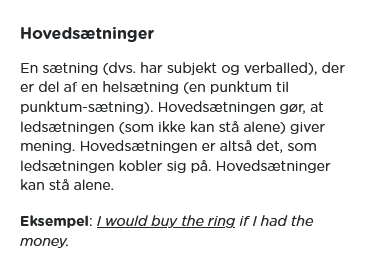 Hovedsætninger
En sætning (dvs. har subjekt og verballed), der
er del af en helsætning (en punktum til
punktum-sætning). Hovedsætningen gør, at
ledsætningen (som ikke kan stå alene) giver
mening. Hovedsætningen er altså det, som
ledsætningen kobler sig på. Hovedsætninger
kan stå alene.
Eksempel: I would buy the ring if I had the
money.